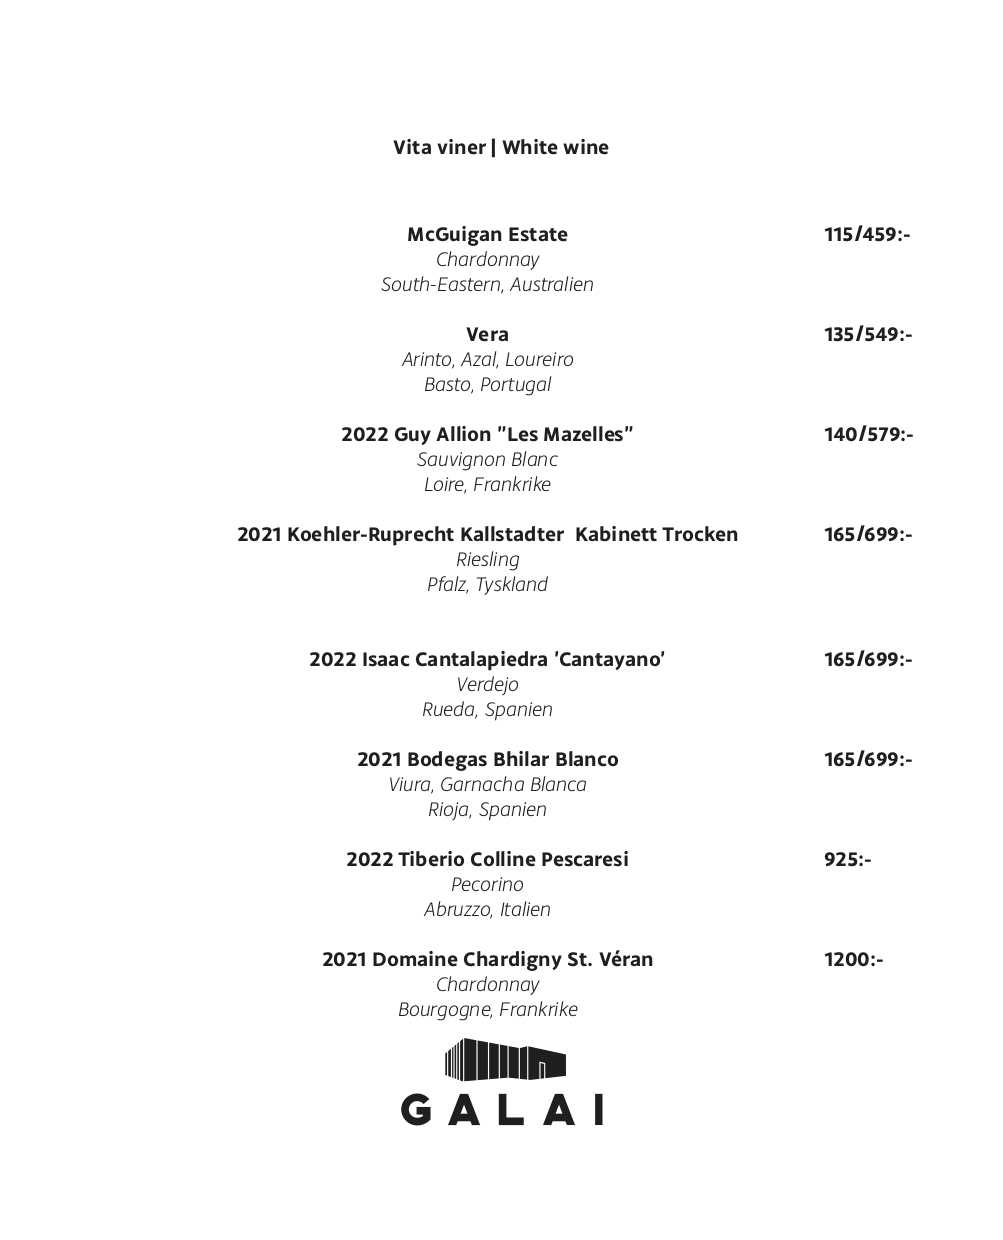 Vita viner | White wine
McGuigan Estate 115/459:-
Chardonnay
South-Eastern, Australien
Vera 135/549:-
Arinto, Azal, Loureiro
Basto, Portugal
2022 Guy Allion "Les Mazelles" 140/579:-
Sauvignon Blanc
Loire, Frankrike
2021 Koehler-Ruprecht Kallstadter  Kabinett Trocken 165/699:-
Riesling
Pfalz, Tyskland
2022 Isaac Cantalapiedra 'Cantayano' 165/699:-
Verdejo
Rueda, Spanien
2021 Bodegas Bhilar Blanco 165/699:-
Viura, Garnacha Blanca
Rioja, Spanien
2022 Tiberio Colline Pescaresi 925:-
Pecorino
Abruzzo, Italien
2021 Domaine Chardigny St. Véran 1200:-
Chardonnay
Bourgogne, Frankrike
GALAI